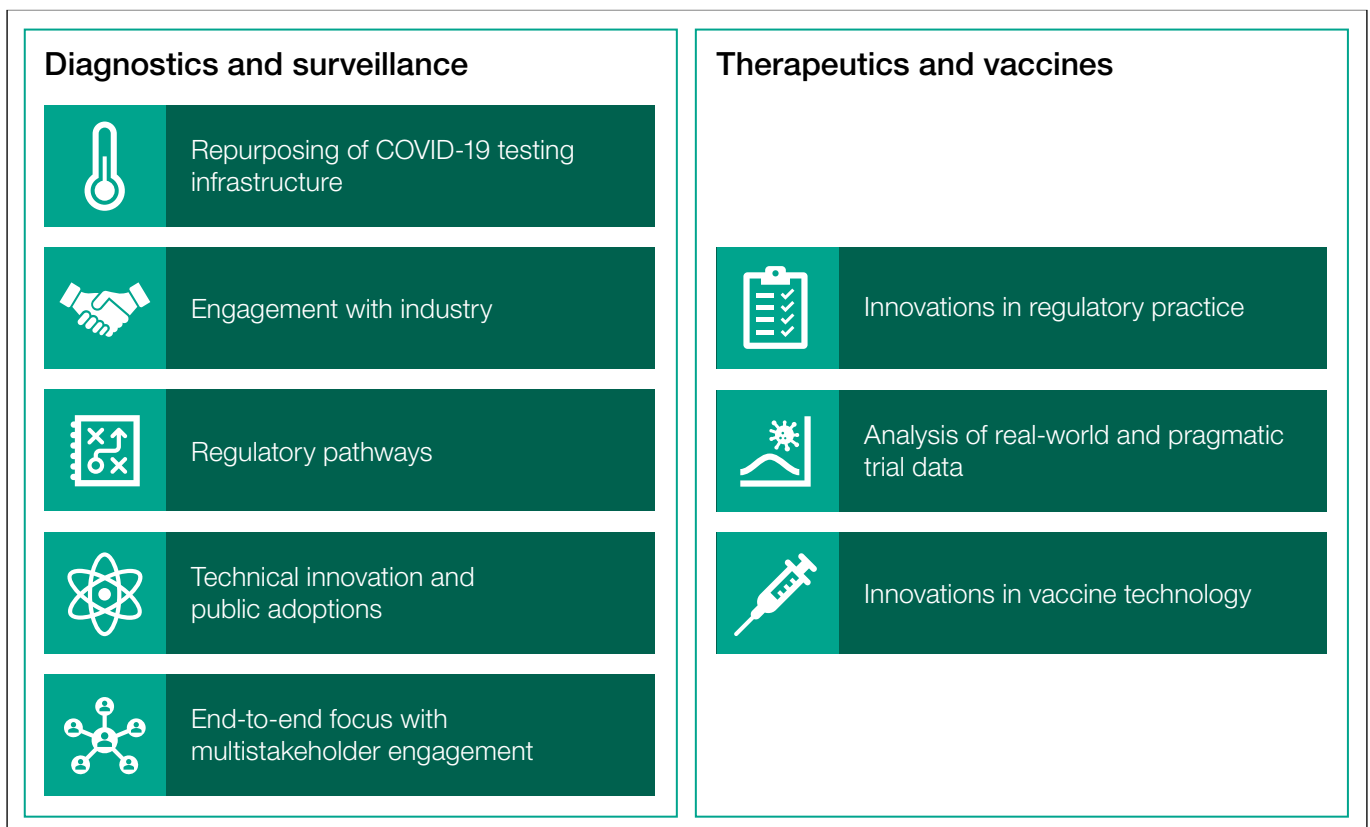 Diagnostics and surveillance
Repurposing of COVID-19 testing
infrastructure
Engagement with industry
Regulatory pathways
Technical innovation and
public adoptions
End-to-end focus with
multistakeholder engagement
Therapeutics and vaccines
Innovations in regulatory practice
Analysis of real-world and pragmatic
trial data
Innovations in vaccine technology